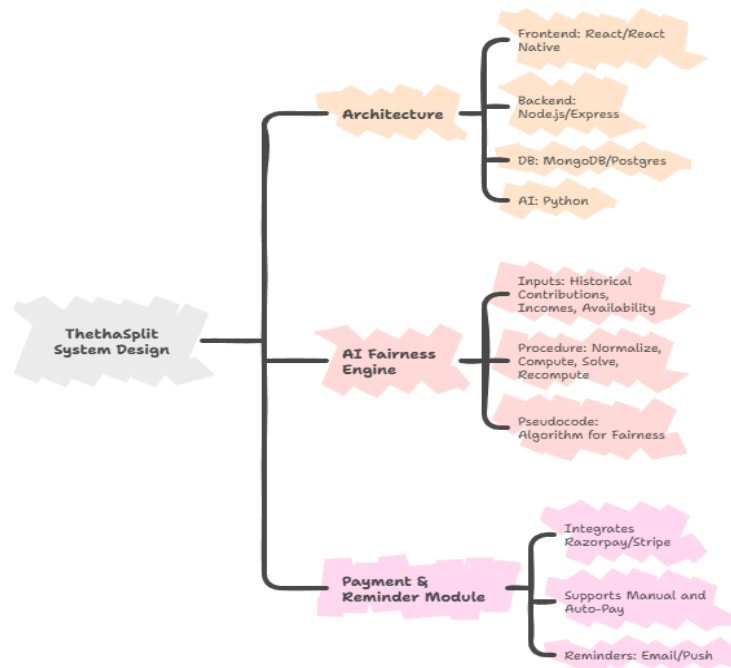 Frontend: React/React
Native
Architecture
Backend:
Node.js/Express
DB: MongoDB/Postgres
AI: Python
ThethaSplit
System Design
Inputs: Historical
Contributions,
Incomes, Availability
AI Fairness
Engine
Procedure: Normalize,
Compute, Solve,
Recompute
Pseudocode:
Algorithm for Fairness
Integrates
Razorpay/Stripe
Payment &
Reminder Module
Supports Manual and
Auto-Pay
Reminders: Email/Push